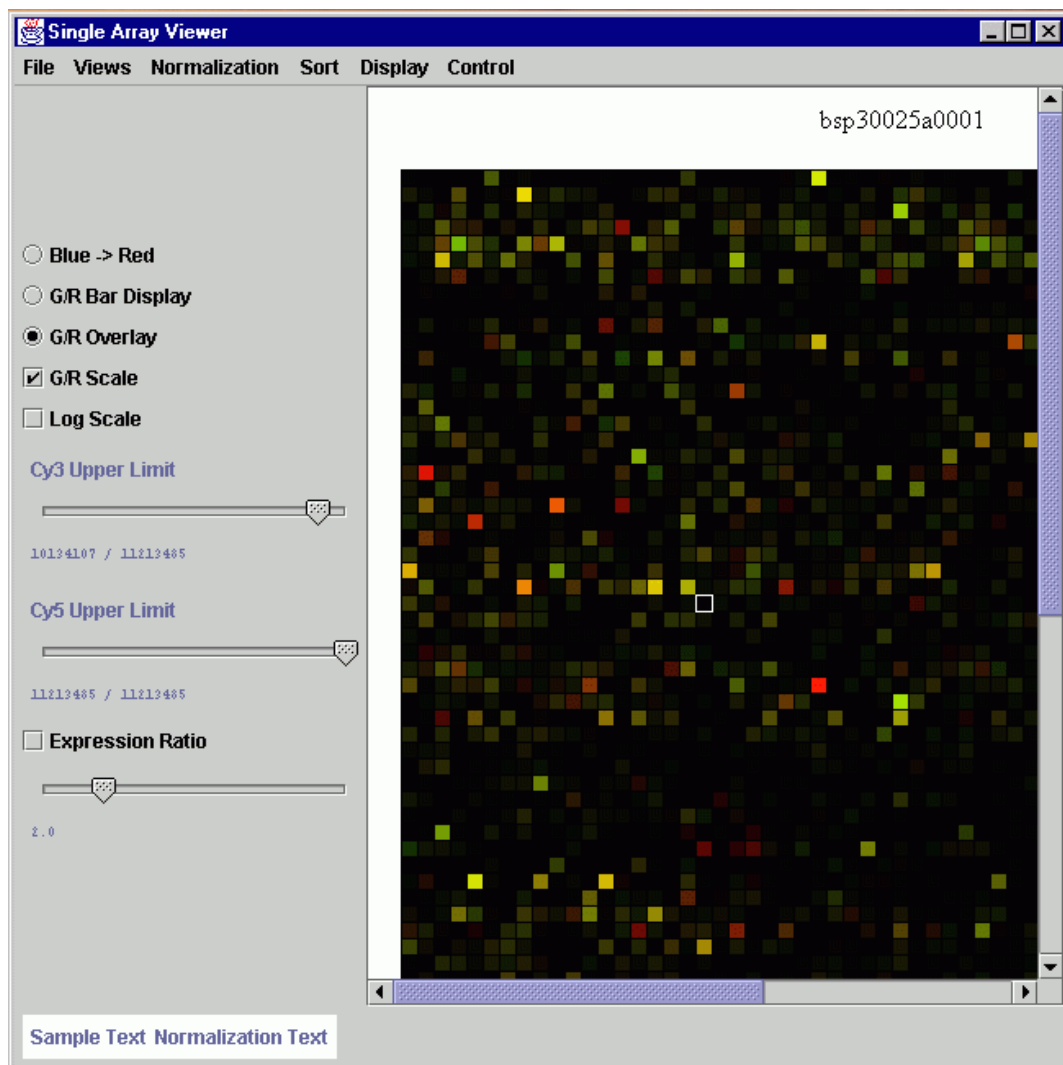 Single Array Viewer
File Views Normalization Sort Display Control
bsp30025a0001
Blue -> Red
G/R Bar Display
G/R Overlay
G/R Scale
Log Scale
Cy3 Upper Limit
10134107 / 11213485
Cy5 Upper Limit
11213485 / 11213485
Expression Ratio
2.0
Sample Text Normalization Text